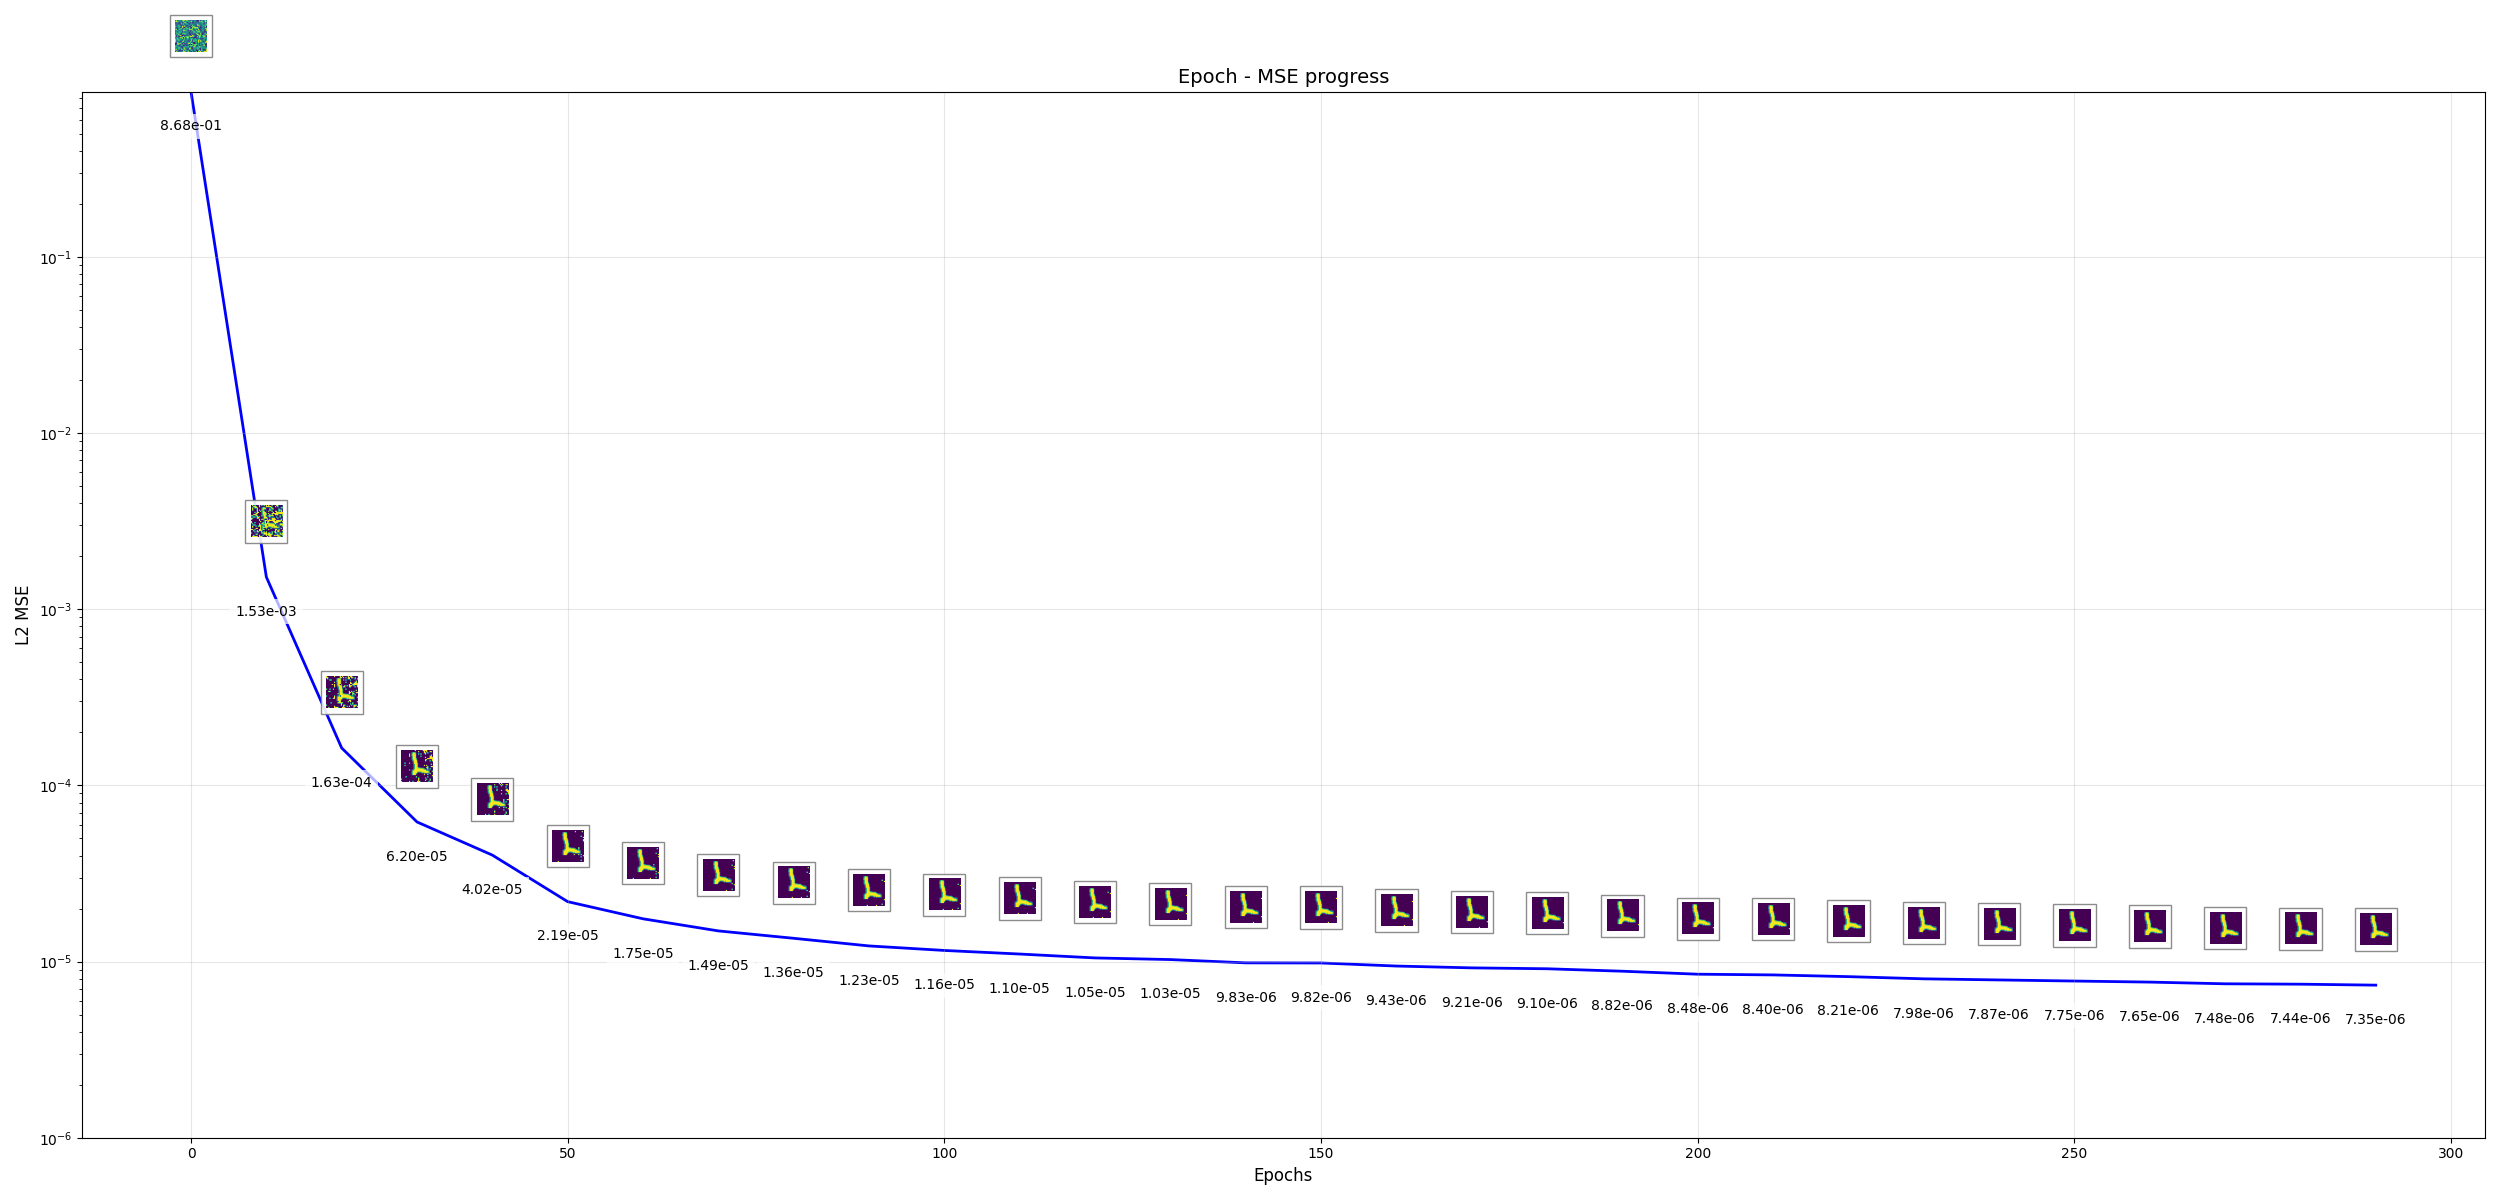 Epoch - MSE progress
8.68e-01
10⁻¹
10⁻²
1.53e-03
10⁻³
L2 MSE
1.63e-04
10⁻⁴
6.20e-05
4.02e-05
2.19e-05
1.75e-05
1.49e-05
1.36e-05
1.23e-05
1.16e-05
1.10e-05
1.05e-05
1.03e-05
9.83e-06
9.82e-06
9.43e-06
9.21e-06
9.10e-06
8.82e-06
8.48e-06
8.40e-06
8.21e-06
7.98e-06
7.87e-06
7.75e-06
7.65e-06
7.48e-06
7.44e-06
7.35e-06
10⁻⁵
10⁻⁶
0 50 100 150 200 250 300
Epochs